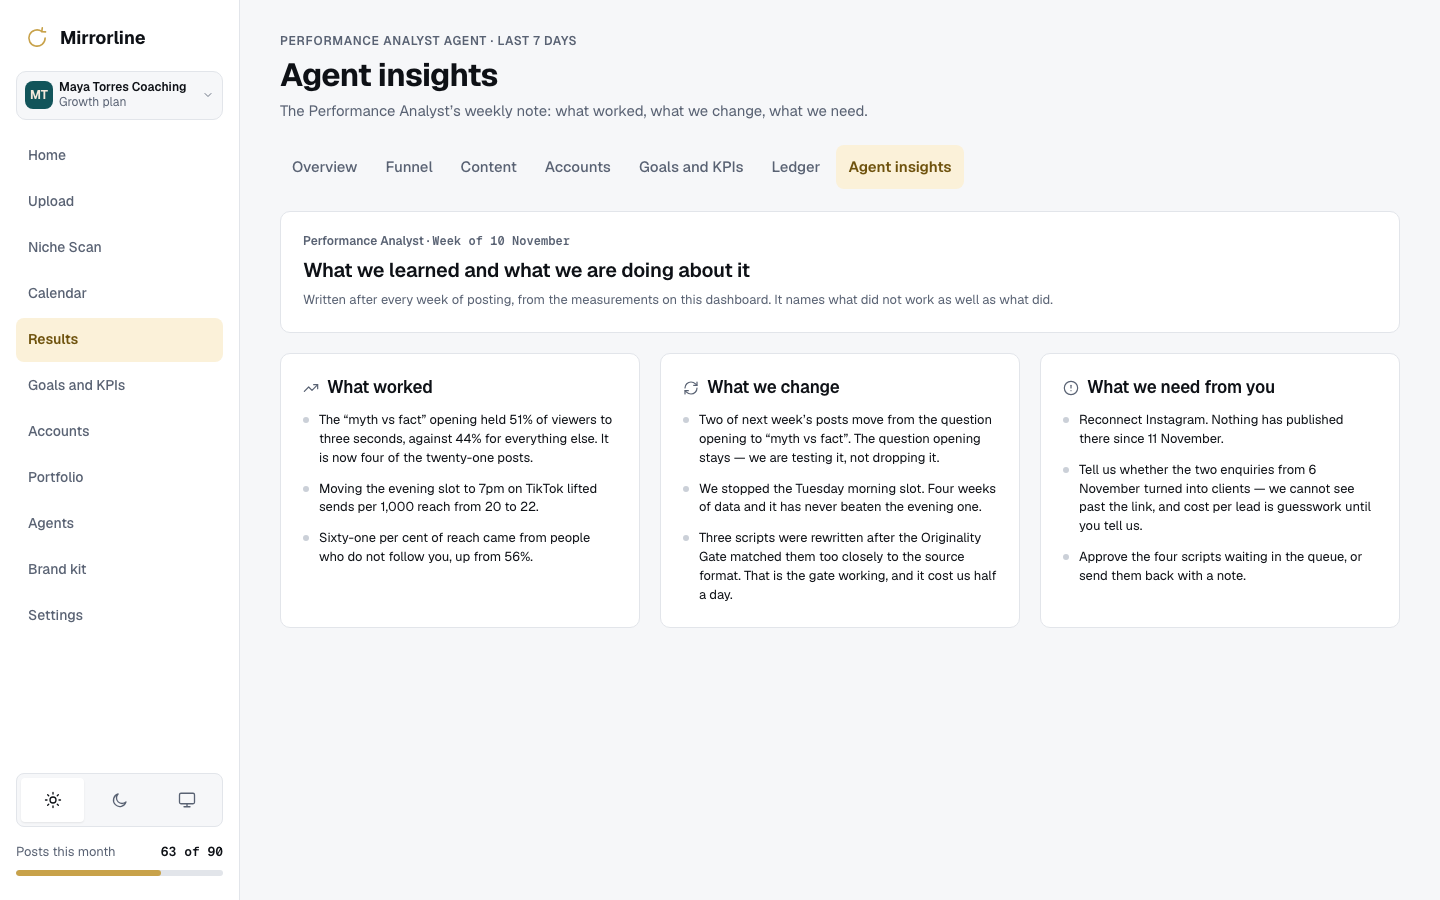 Mirrorline
MT
Maya Torres Coaching
Growth plan
Home
Upload
Niche Scan
Calendar
Results
Goals and KPIs
Accounts
Portfolio
Agents
Brand kit
Settings
Posts this month
63 of 90
PERFORMANCE ANALYST AGENT · LAST 7 DAYS
Agent insights
The Performance Analyst’s weekly note: what worked, what we change, what we need.
Overview
Funnel
Content
Accounts
Goals and KPIs
Ledger
Agent insights
Performance Analyst · Week of 10 November
What we learned and what we are doing about it
Written after every week of posting, from the measurements on this dashboard. It names what did not work as well as what did.
What worked
The “myth vs fact” opening held 51% of viewers to
three seconds, against 44% for everything else. It
is now four of the twenty-one posts.
Moving the evening slot to 7pm on TikTok lifted
sends per 1,000 reach from 20 to 22.
Sixty-one per cent of reach came from people
who do not follow you, up from 56%.
What we change
Two of next week’s posts move from the question
opening to “myth vs fact”. The question opening
stays — we are testing it, not dropping it.
We stopped the Tuesday morning slot. Four weeks
of data and it has never beaten the evening one.
Three scripts were rewritten after the Originality
Gate matched them too closely to the source
format. That is the gate working, and it cost us half
a day.
What we need from you
Reconnect Instagram. Nothing has published
there since 11 November.
Tell us whether the two enquiries from 6
November turned into clients — we cannot see
past the link, and cost per lead is guesswork until
you tell us.
Approve the four scripts waiting in the queue, or
send them back with a note.